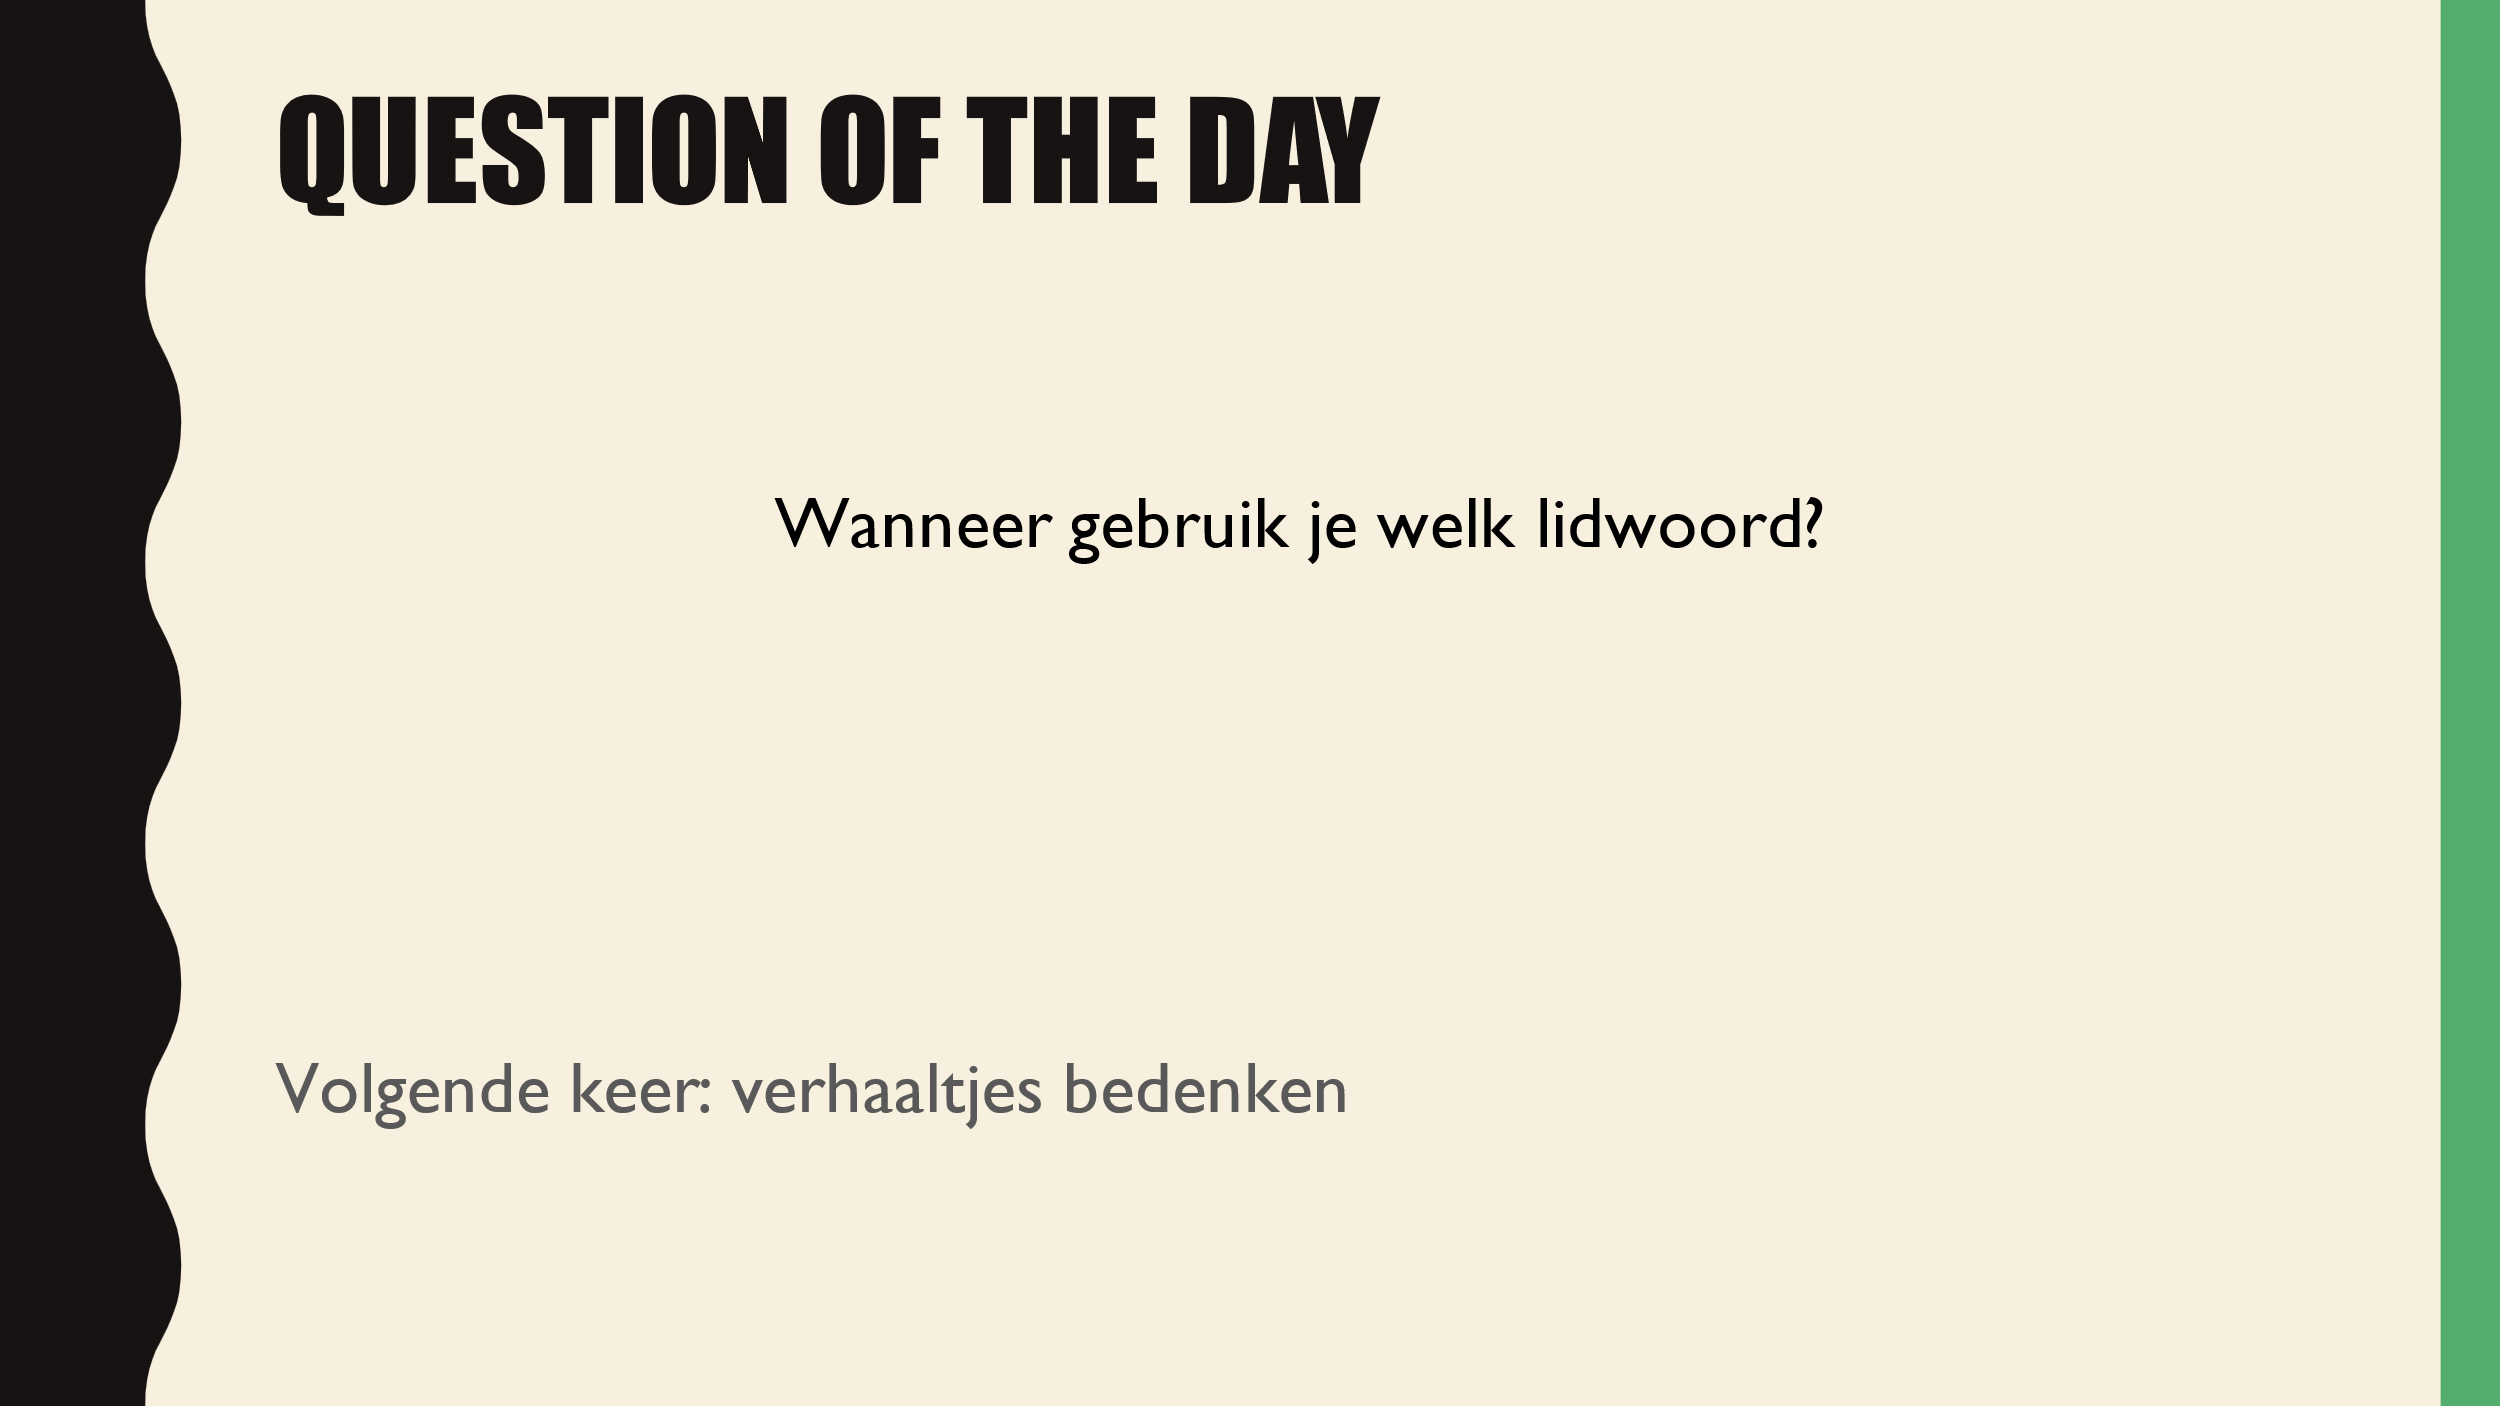 QUESTION OF THE DAY
Wanneer gebruik je welk lidwoord?
Volgende keer: verhaaltjes bedenken